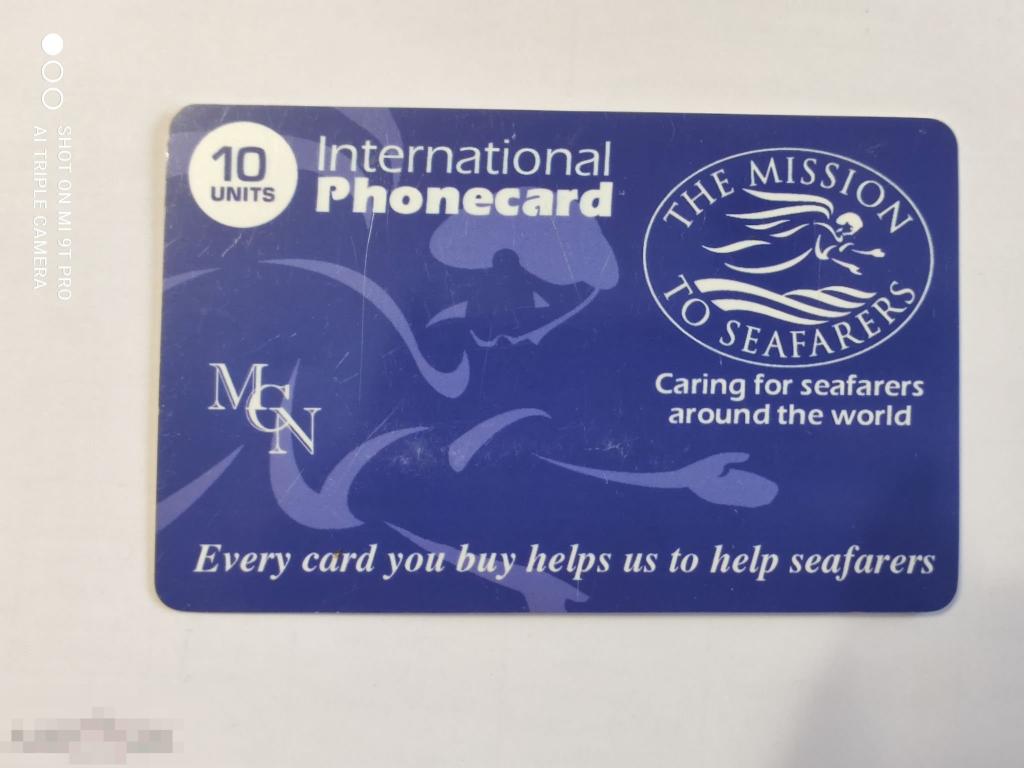 SHOT ON MI 9T PRO
AI TRIPLE CAMERA
10
UNITS
International
Phonecard
THE MISSION
TO SEAFARERS
Caring for seafarers
around the world
MGN
Every card you buy helps us to help seafarers